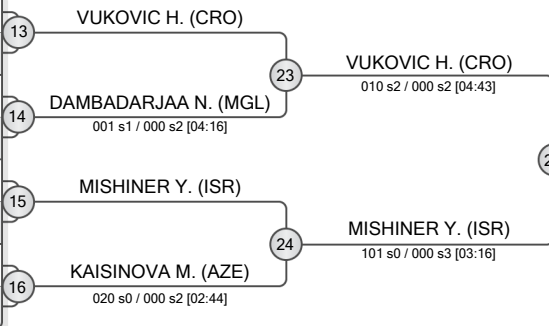 13
VUKOVIC H. (CRO)
23
VUKOVIC H. (CRO)
010 s2 / 000 s2 [04:43]
14
DAMBADARJAA N. (MGL)
001 s1 / 000 s2 [04:16]
15
MISHINER Y. (ISR)
24
MISHINER Y. (ISR)
101 s0 / 000 s3 [03:16]
16
KAISINOVA M. (AZE)
020 s0 / 000 s2 [02:44]